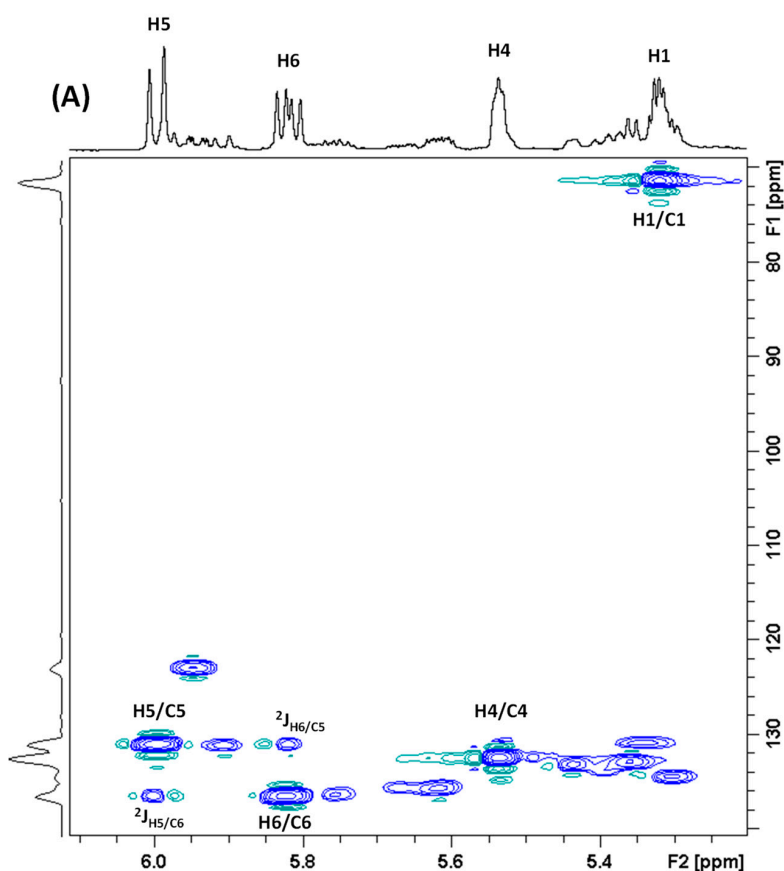 H5
H6
H4
H1
(A)
H1/C1
F1 [ppm]
80
90
100
110
120
130
H5/C5
²J_H6/C5
H4/C4
²J_H5/C6
H6/C6
6.0
5.8
5.6
5.4
F2 [ppm]